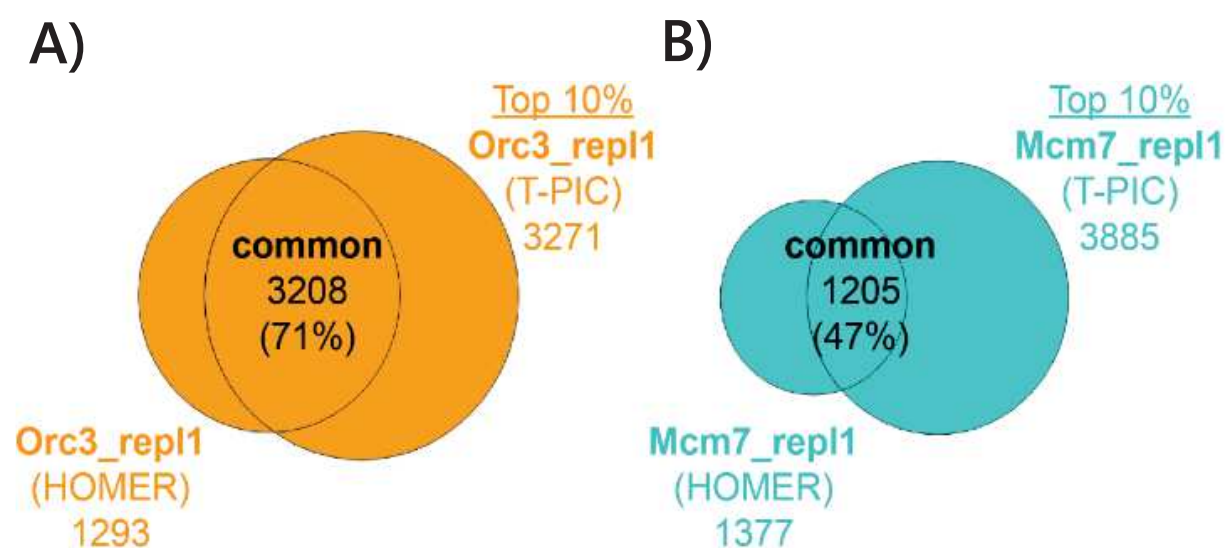 A)
Top 10%
Orc3_repl1
(T-PIC)
3271
common
3208
(71%)
Orc3_repl1
(HOMER)
1293
B)
Top 10%
Mcm7_repl1
(T-PIC)
3885
common
1205
(47%)
Mcm7_repl1
(HOMER)
1377